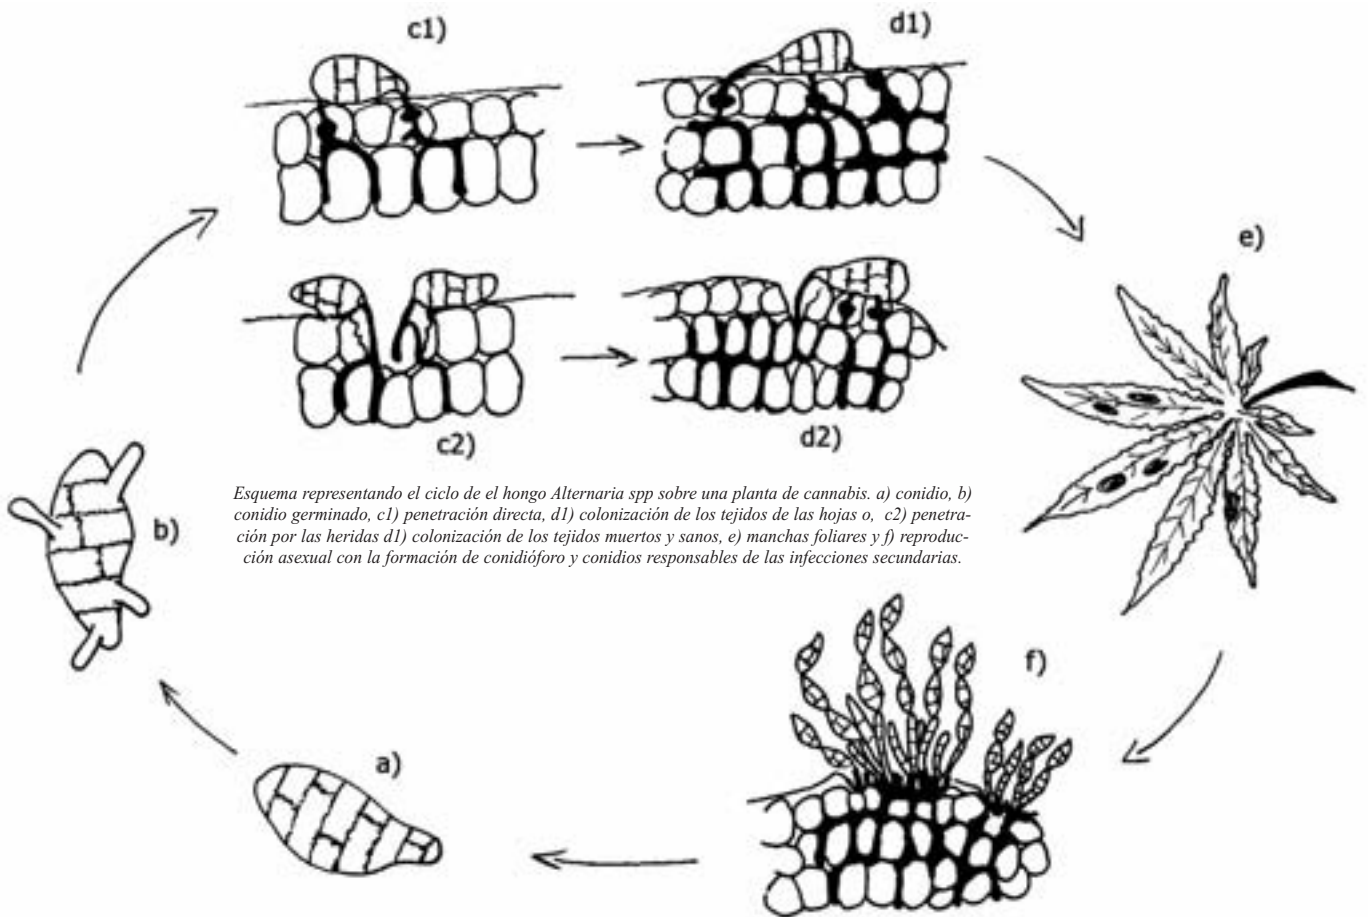 c1)
d1)
e)
c2)
d2)
b)
Esquema representando el ciclo de el hongo Alternaria spp sobre una planta de cannabis. a) conidio, b)
conidio germinado, c1) penetración directa, d1) colonización de los tejidos de las hojas o, c2) penetra-
ción por las heridas d1) colonización de los tejidos muertos y sanos, e) manchas foliares y f) reproduc-
ción asexual con la formación de conidióforo y conidios responsables de las infecciones secundarias.
f)
a)